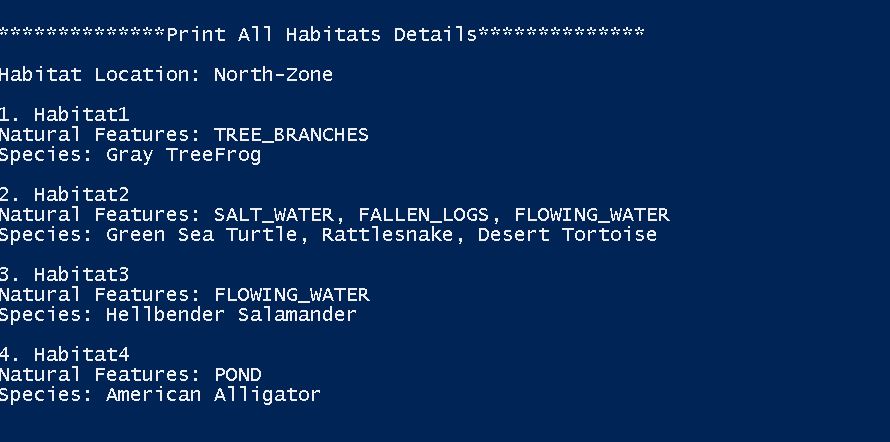 **************Print All Habitats Details**************
Habitat Location: North-Zone
1. Habitat1
Natural Features: TREE_BRANCHES
Species: Gray TreeFrog
2. Habitat2
Natural Features: SALT_WATER, FALLEN_LOGS, FLOWING_WATER
Species: Green Sea Turtle, Rattlesnake, Desert Tortoise
3. Habitat3
Natural Features: FLOWING_WATER
Species: Hellbender Salamander
4. Habitat4
Natural Features: POND
Species: American Alligator